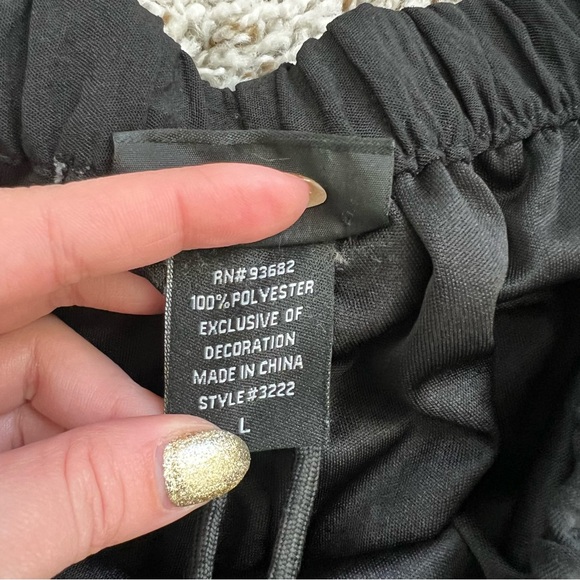 RN#93682
100%POLYESTER
EXCLUSIVE OF
DECORATION
MADE IN CHINA
STYLE#3222
L